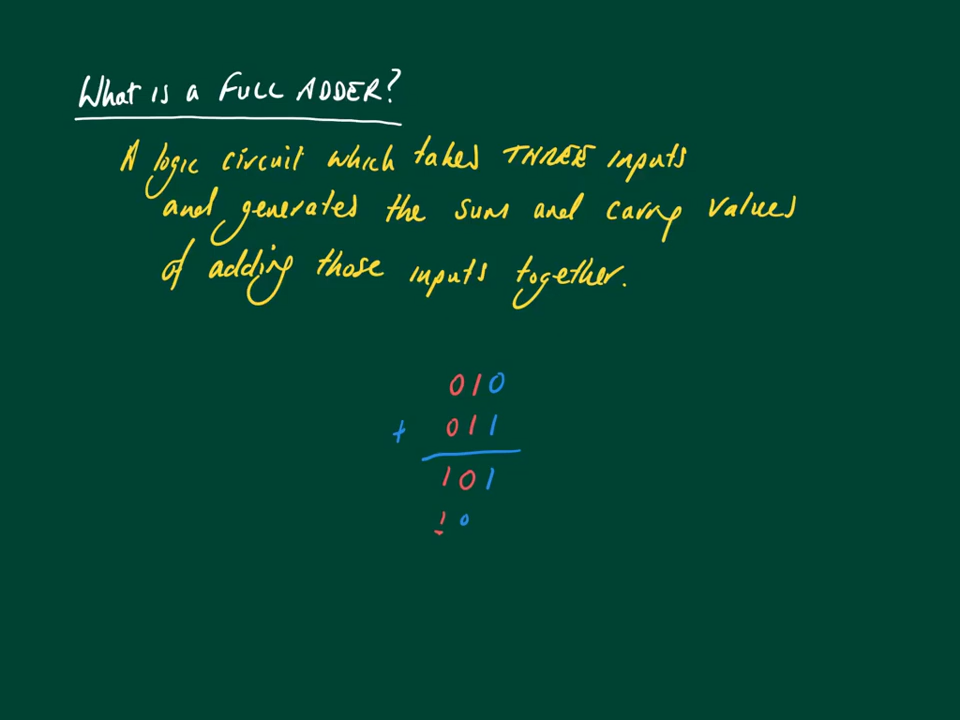 What is a FULL ADDER?
A logic circuit which takes THREE inputs
and generates the sum and carry values
of adding those inputs together.
010
+ 011
101
10